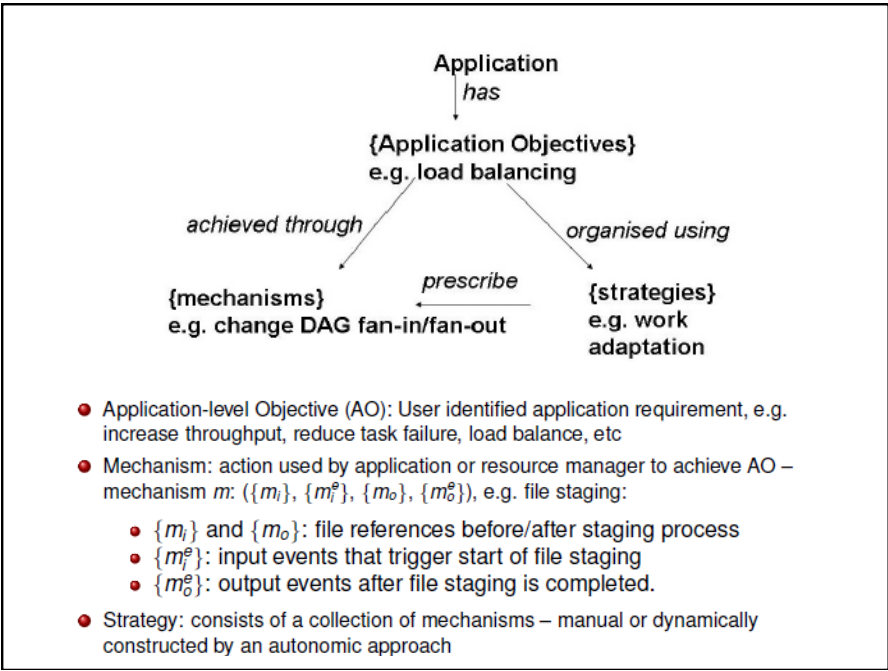 Application
has
{Application Objectives}
e.g. load balancing
achieved through
organised using
prescribe
{mechanisms}
e.g. change DAG fan-in/fan-out
{strategies}
e.g. work
adaptation
Application-level Objective (AO): User identified application requirement, e.g.
increase throughput, reduce task failure, load balance, etc
Mechanism: action used by application or resource manager to achieve AO –
mechanism m: ({mᵢ}, {mᵢᵉ}, {mₒ}, {mₒᵉ}), e.g. file staging:
{mᵢ} and {mₒ}: file references before/after staging process
{mᵢᵉ}: input events that trigger start of file staging
{mₒᵉ}: output events after file staging is completed.
Strategy: consists of a collection of mechanisms – manual or dynamically
constructed by an autonomic approach